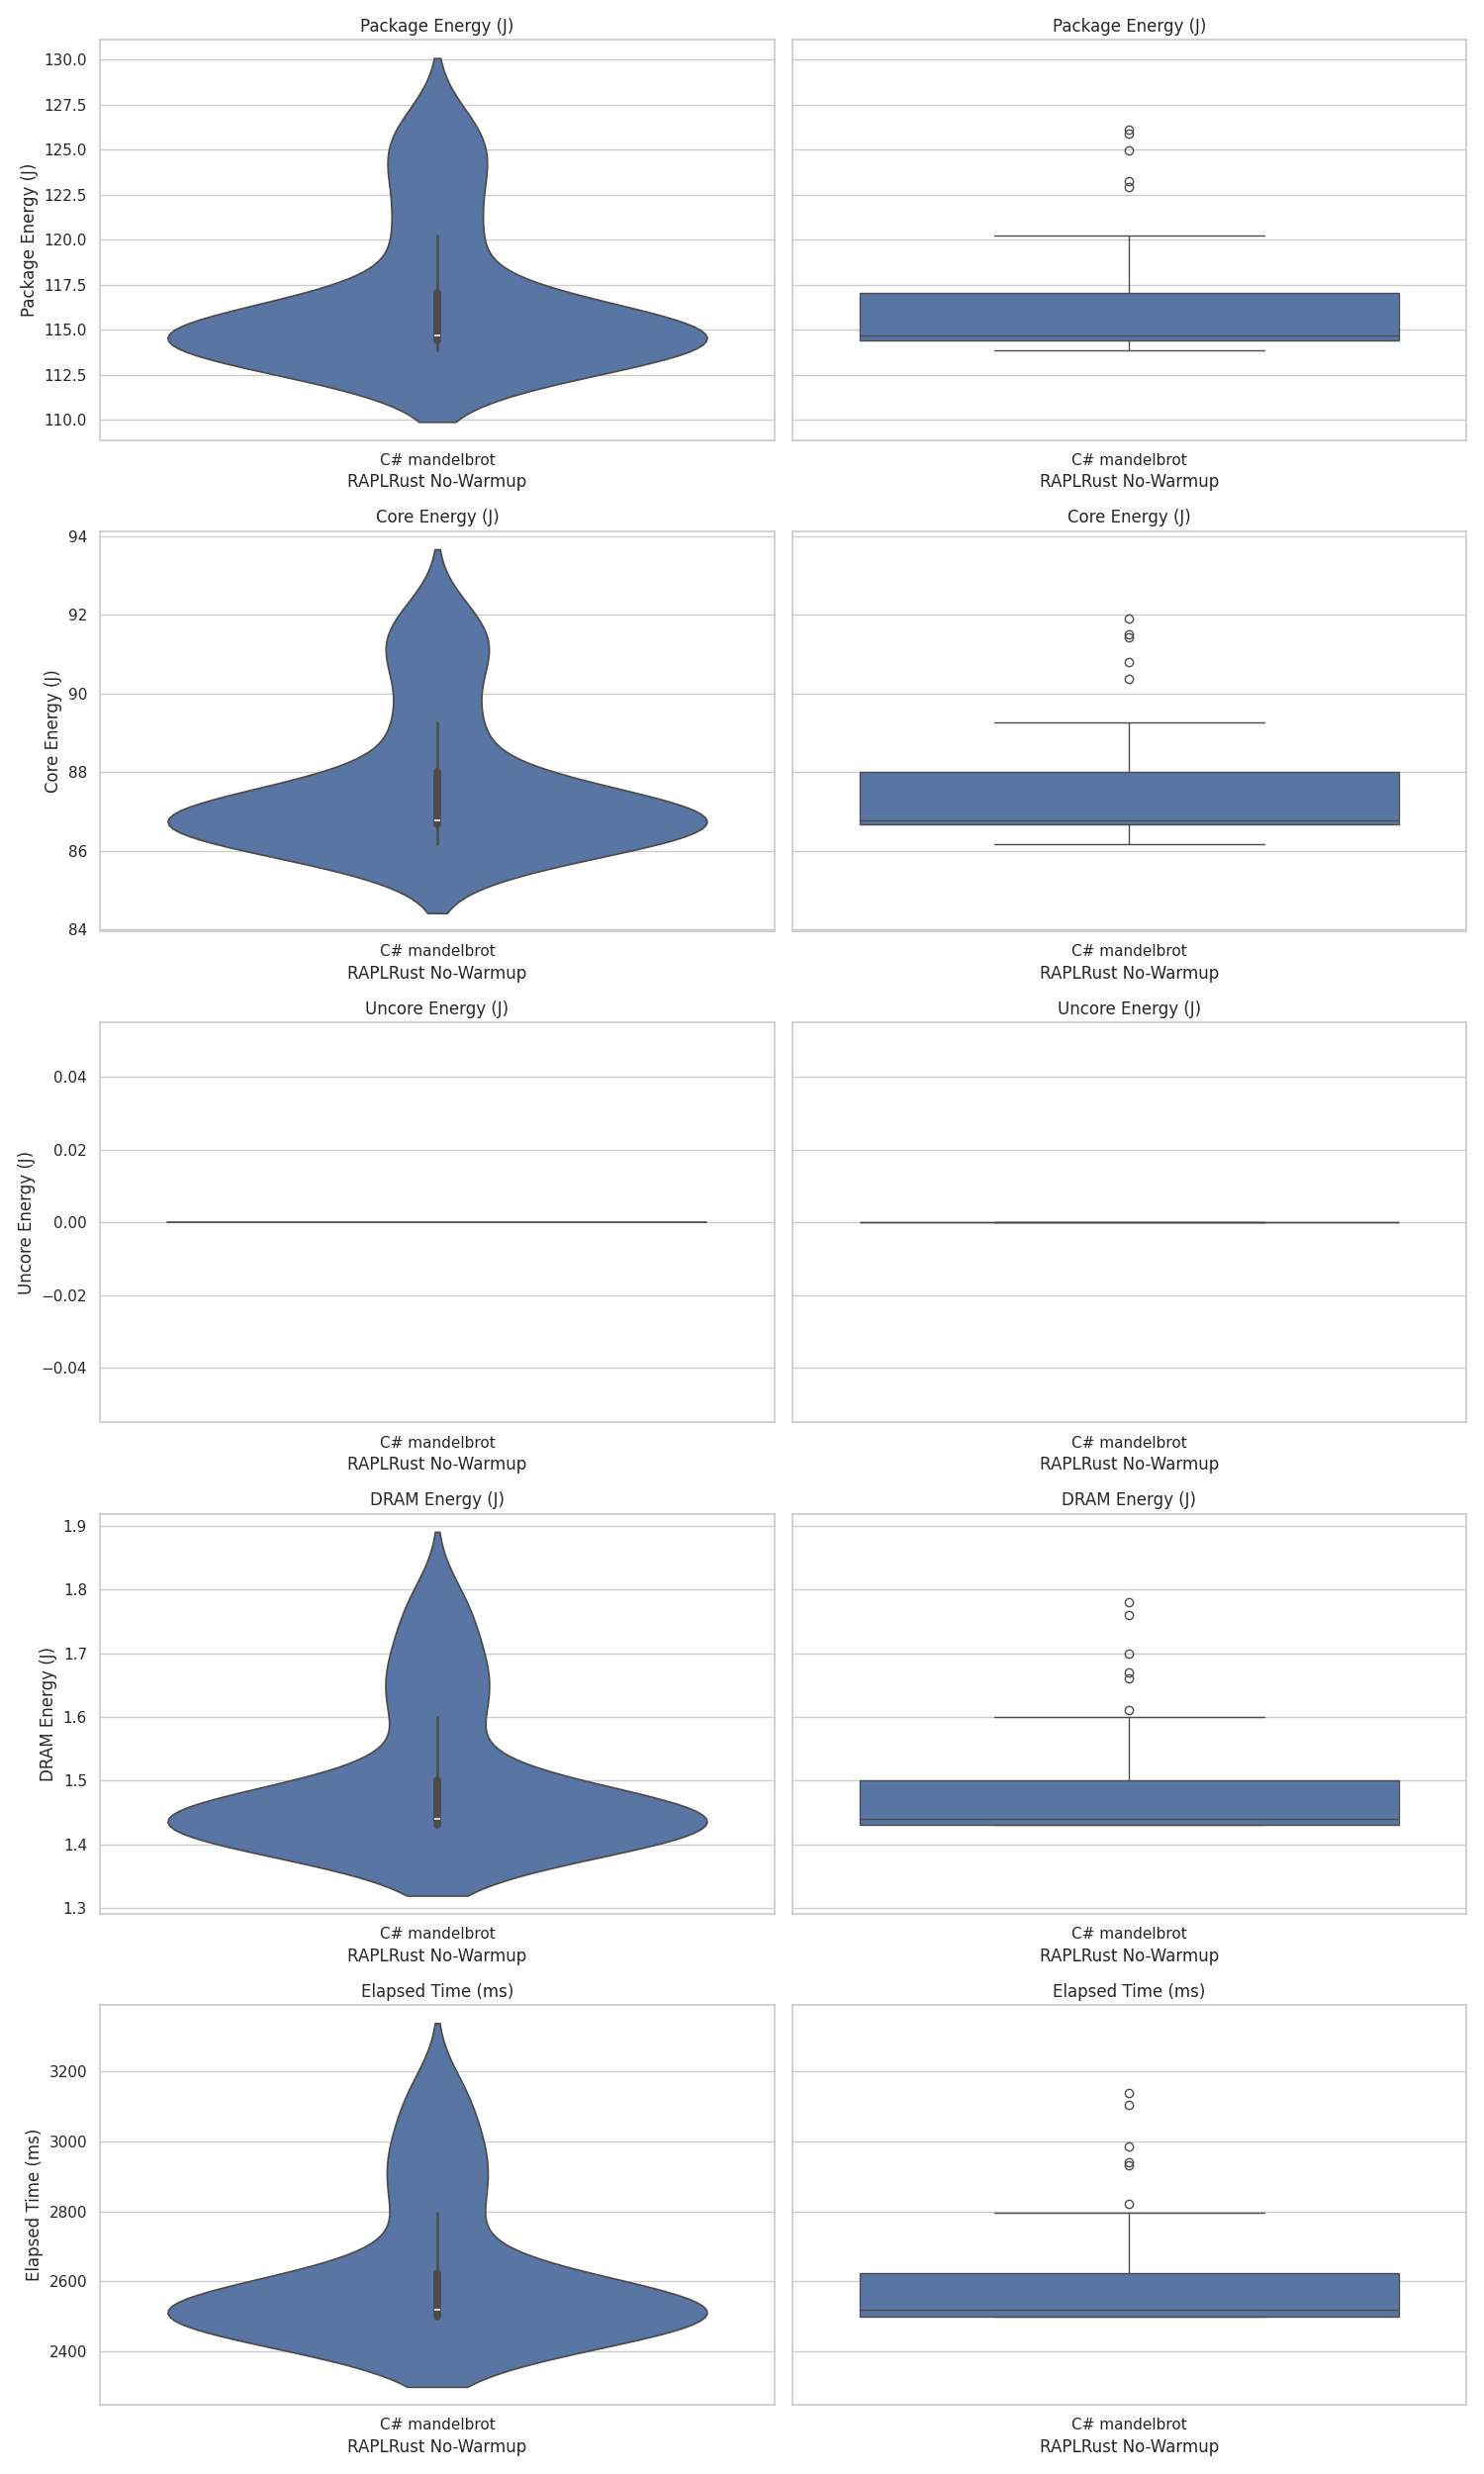 Package Energy (J)
Package Energy (J)
Package Energy (J)
130.0
127.5
125.0
122.5
120.0
117.5
115.0
112.5
110.0
C# mandelbrot
C# mandelbrot
RAPLRust No-Warmup
RAPLRust No-Warmup
Core Energy (J)
Core Energy (J)
Core Energy (J)
94
92
90
88
86
84
C# mandelbrot
C# mandelbrot
RAPLRust No-Warmup
RAPLRust No-Warmup
Uncore Energy (J)
Uncore Energy (J)
Uncore Energy (J)
0.04
0.02
0.00
−0.02
−0.04
C# mandelbrot
C# mandelbrot
RAPLRust No-Warmup
RAPLRust No-Warmup
DRAM Energy (J)
DRAM Energy (J)
DRAM Energy (J)
1.9
1.8
1.7
1.6
1.5
1.4
1.3
C# mandelbrot
C# mandelbrot
RAPLRust No-Warmup
RAPLRust No-Warmup
Elapsed Time (ms)
Elapsed Time (ms)
Elapsed Time (ms)
3200
3000
2800
2600
2400
C# mandelbrot
C# mandelbrot
RAPLRust No-Warmup
RAPLRust No-Warmup